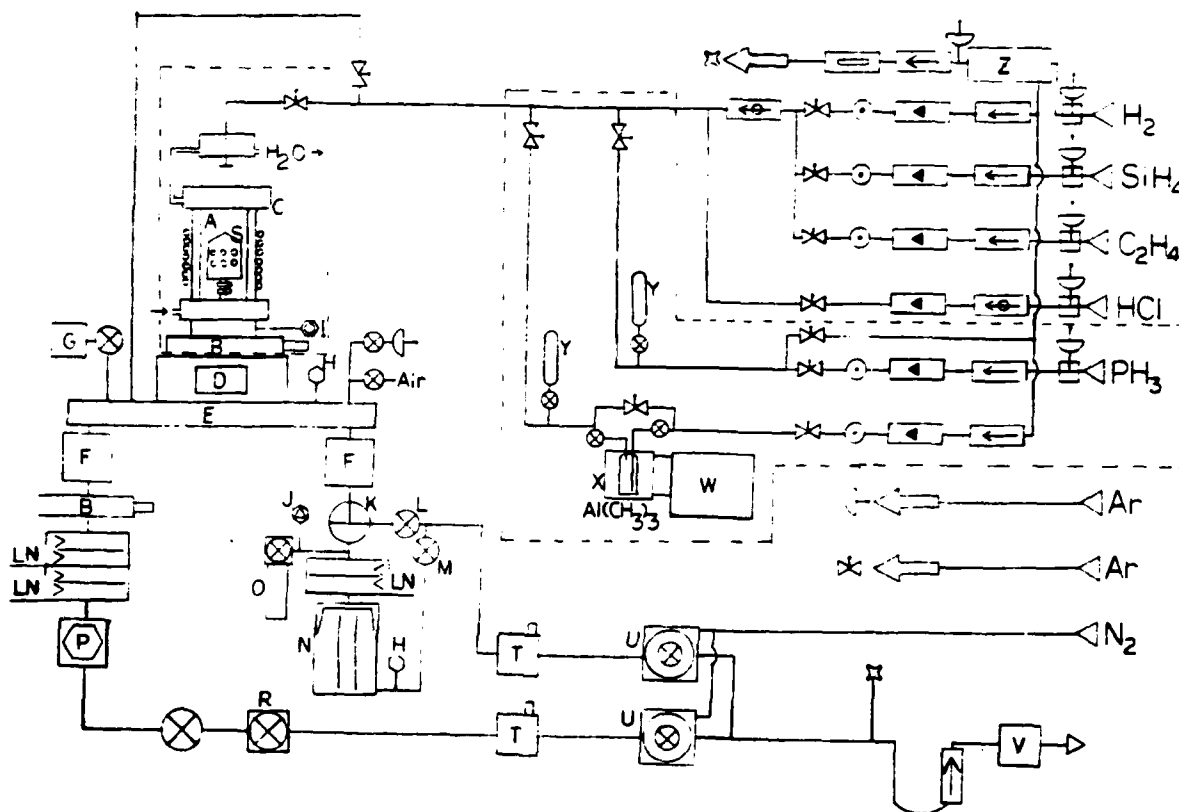 Z
H2
H2O
SiH4
C
A
S
C2H4
Y
HCl
I
G
B
H
Y
D
Air
PH3
E
F
F
X
W
Al(CH3)3
J
K
L
Ar
B
M
LN
LN
O
Ar
LN
P
N
H
T
U
N2
R
T
U
V